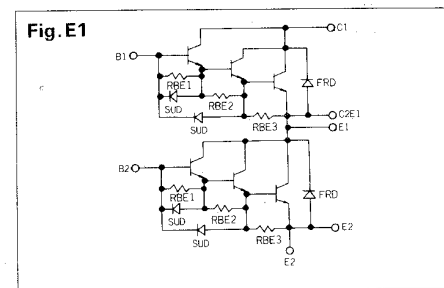 Fig.E1
C1
B1
RBE1
RBE2
FRD
SUD
C2E1
SUD
RBE3
E1
B2
RBE1
FRD
SUD
RBE2
E2
SUD
RBE3
E2